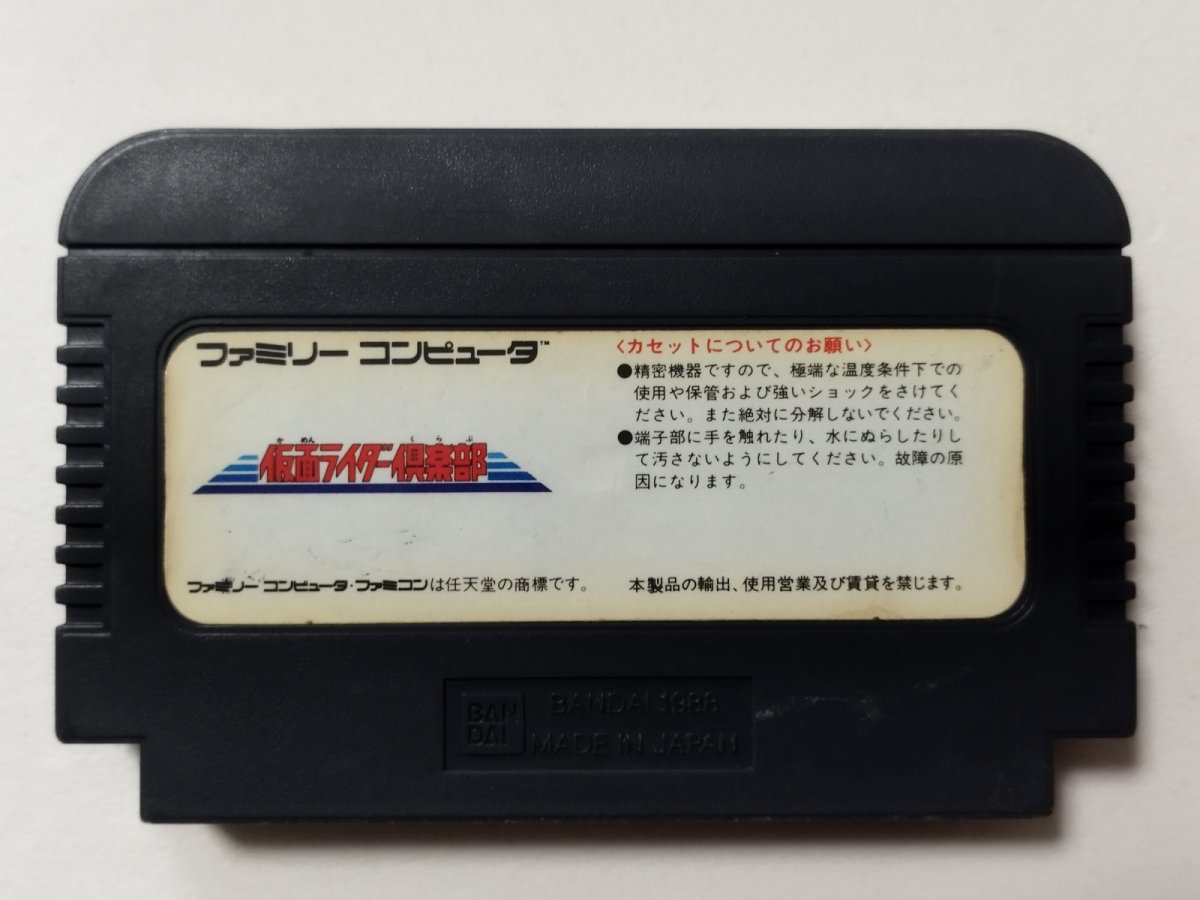 ファミリー コンピュータ™
かめん くらぶ
仮面ライダー倶楽部
ファミリー コンピュータ・ファミコンは任天堂の商標です。
〈カセットについてのお願い〉
●精密機器ですので、極端な温度条件下での
使用や保管および強いショックをさけてく
ださい。また絶対に分解しないでください。
●端子部に手を触れたり、水にぬらしたりし
て汚さないようにしてください。故障の原
因になります。
本製品の輸出、使用営業及び賃貸を禁じます。
BAN
DAI
BANDAI 1988
MADE IN JAPAN